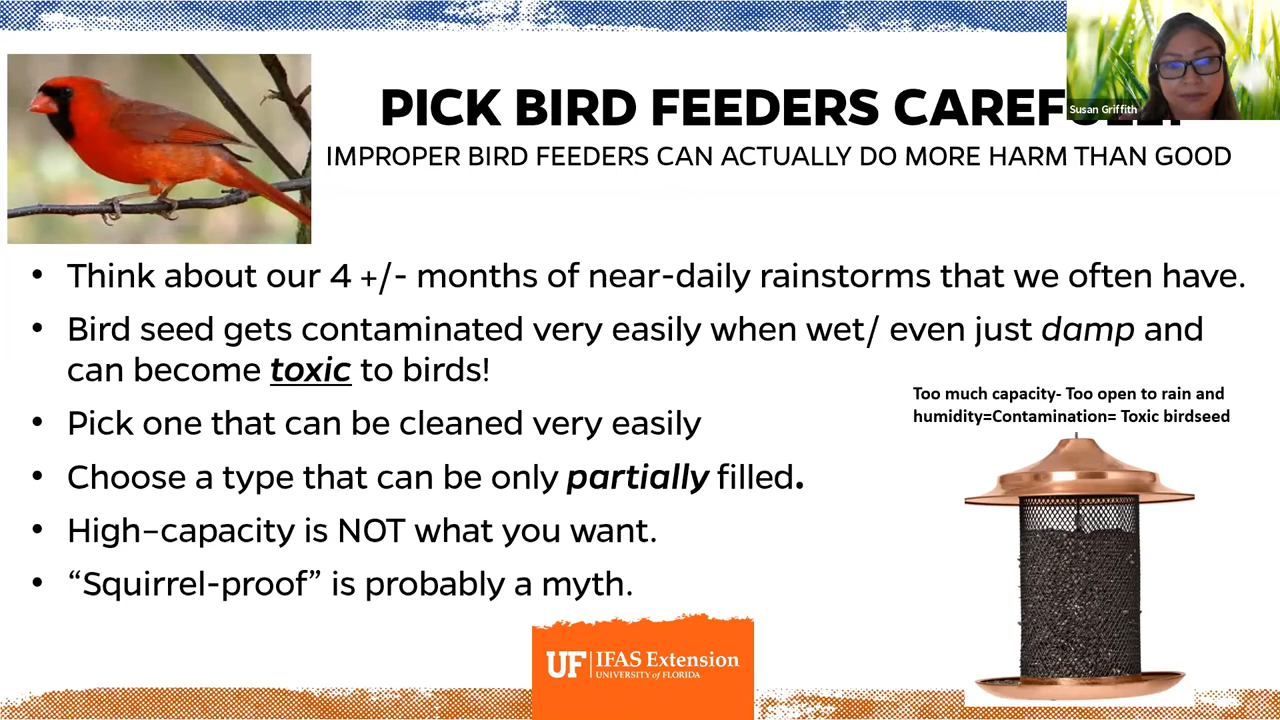 Susan Griffith
PICK BIRD FEEDERS
IMPROPER BIRD FEEDERS CAN ACTUALLY DO MORE HARM THAN GOOD
• Think about our 4 +/- months of near-daily rainstorms that we often have.
• Bird seed gets contaminated very easily when wet/ even just damp and
can become toxic to birds!
Too much capacity- Too open to rain and
humidity=Contamination= Toxic birdseed
• Pick one that can be cleaned very easily
• Choose a type that can be only partially filled.
• High–capacity is NOT what you want.
• “Squirrel-proof” is probably a myth.
UF IFAS Extension
UNIVERSITY of FLORIDA